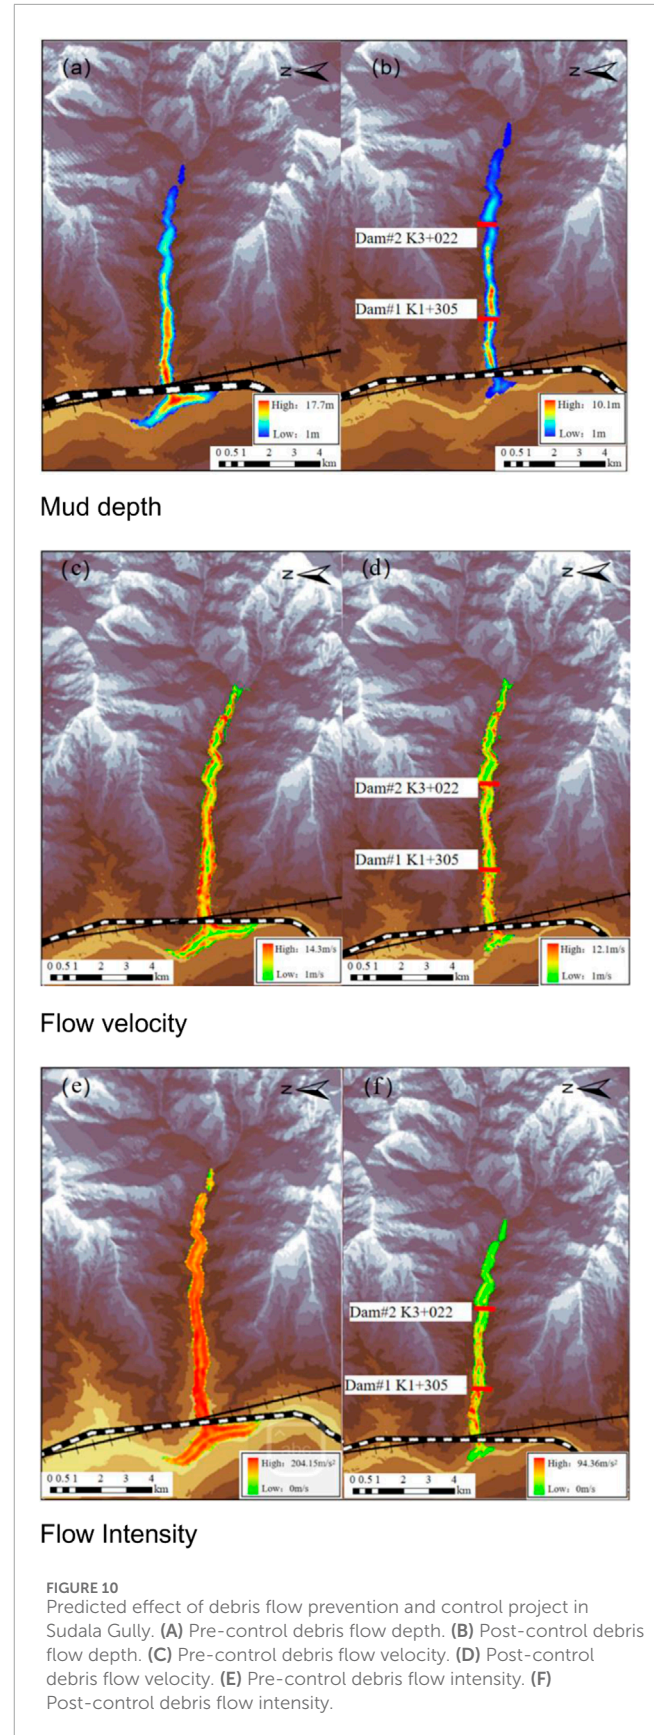 (a)
N
(b)
N
Dam#2 K3+022
Dam#1 K1+305
High：17.7m
Low：1m
0 0.5 1 2 3 4
km
High：10.1m
Low：1m
0 0.5 1 2 3 4
km
Mud depth
(c)
N
(d)
N
Dam#2 K3+022
Dam#1 K1+305
High：14.3m/s
Low：1m/s
0 0.5 1 2 3 4
km
High：12.1m/s
Low：1m/s
0 0.5 1 2 3 4
km
Flow velocity
(e)
N
(f)
N
Dam#2 K3+022
Dam#1 K1+305
abc
High：204.15m/s²
Low：0m/s
0 0.5 1 2 3 4
km
High：94.36m/s²
Low：0m/s
0 0.5 1 2 3 4
km
Flow Intensity
FIGURE 10
Predicted effect of debris flow prevention and control project in
Sudala Gully. (A) Pre-control debris flow depth. (B) Post-control debris
flow depth. (C) Pre-control debris flow velocity. (D) Post-control
debris flow velocity. (E) Pre-control debris flow intensity. (F)
Post-control debris flow intensity.